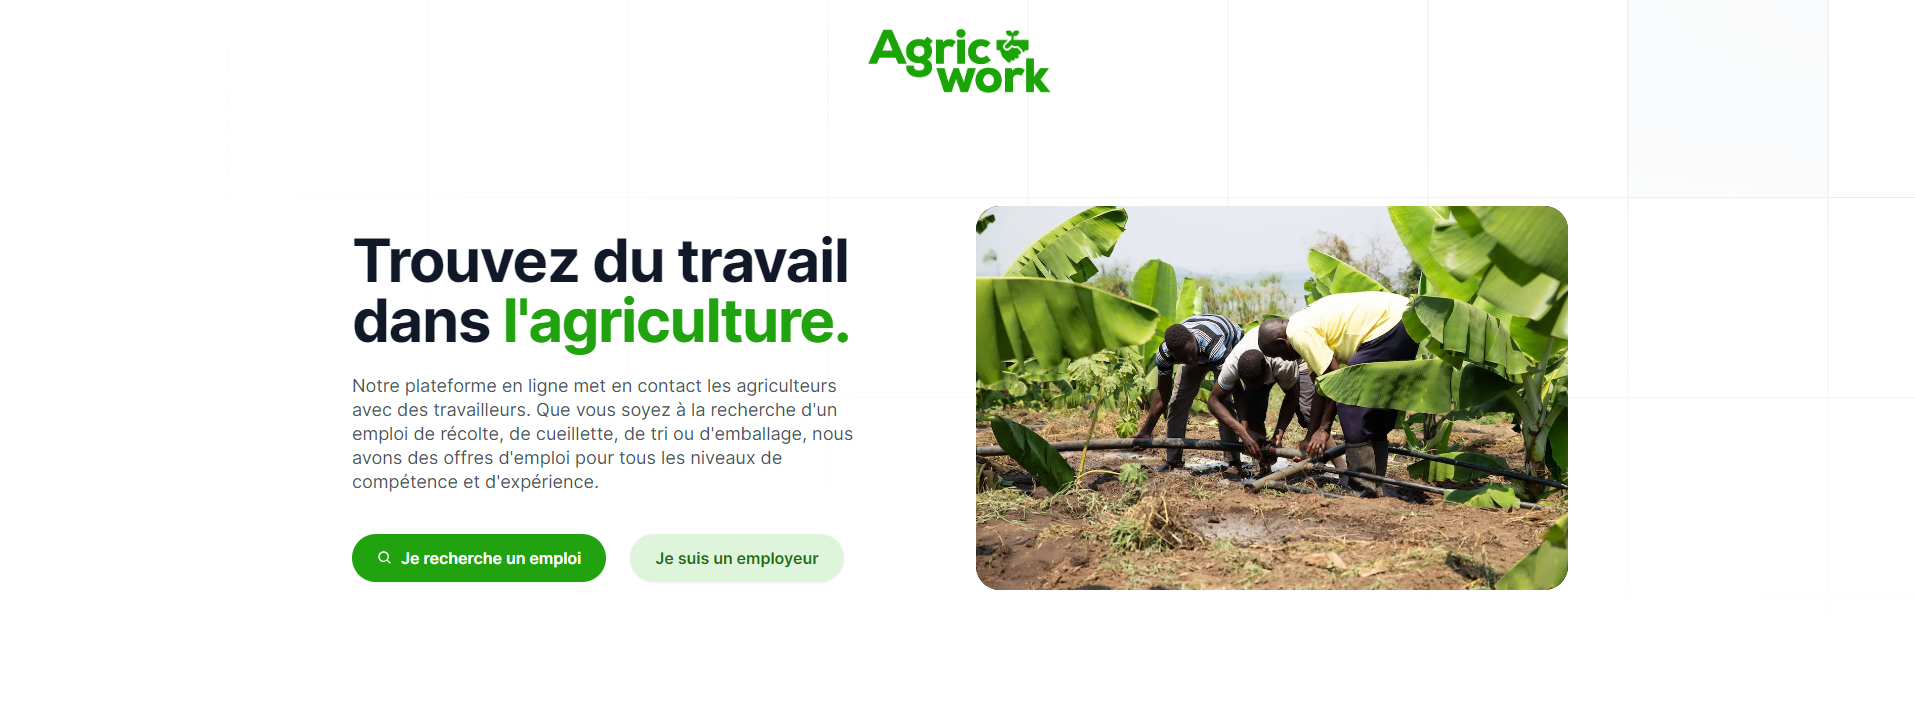 Agric
work
Trouvez du travail
dans l'agriculture.
Notre plateforme en ligne met en contact les agriculteurs
avec des travailleurs. Que vous soyez à la recherche d'un
emploi de récolte, de cueillette, de tri ou d'emballage, nous
avons des offres d'emploi pour tous les niveaux de
compétence et d'expérience.
Je recherche un emploi
Je suis un employeur